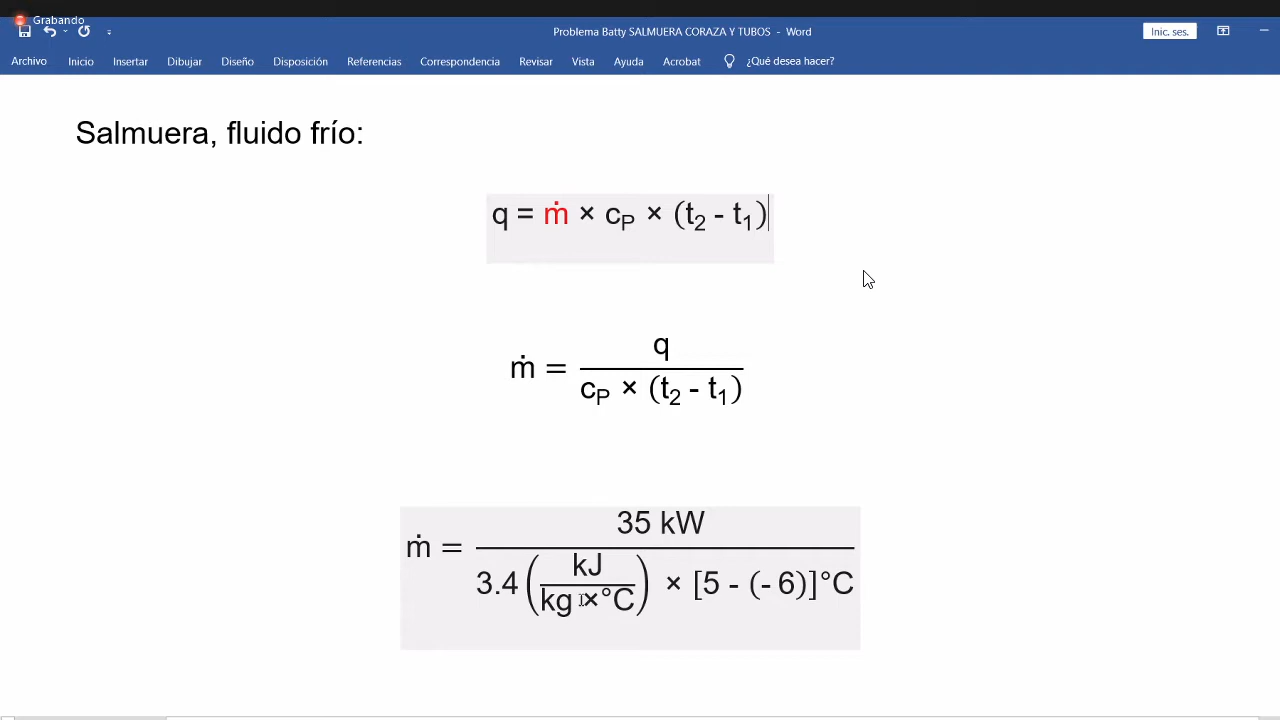 Grabando
Problema Batty SALMUERA CORAZA Y TUBOS - Word
Inic. ses.
Archivo Inicio Insertar Dibujar Diseño Disposición Referencias Correspondencia Revisar Vista Ayuda Acrobat ¿Qué desea hacer?
Salmuera, fluido frío:
q = ṁ × cₚ × (t₂ - t₁)
q
ṁ =
cₚ × (t₂ - t₁)
35 kW
ṁ =
kJ
3.4 ( ) × [5 - (- 6)]°C
kg × °C